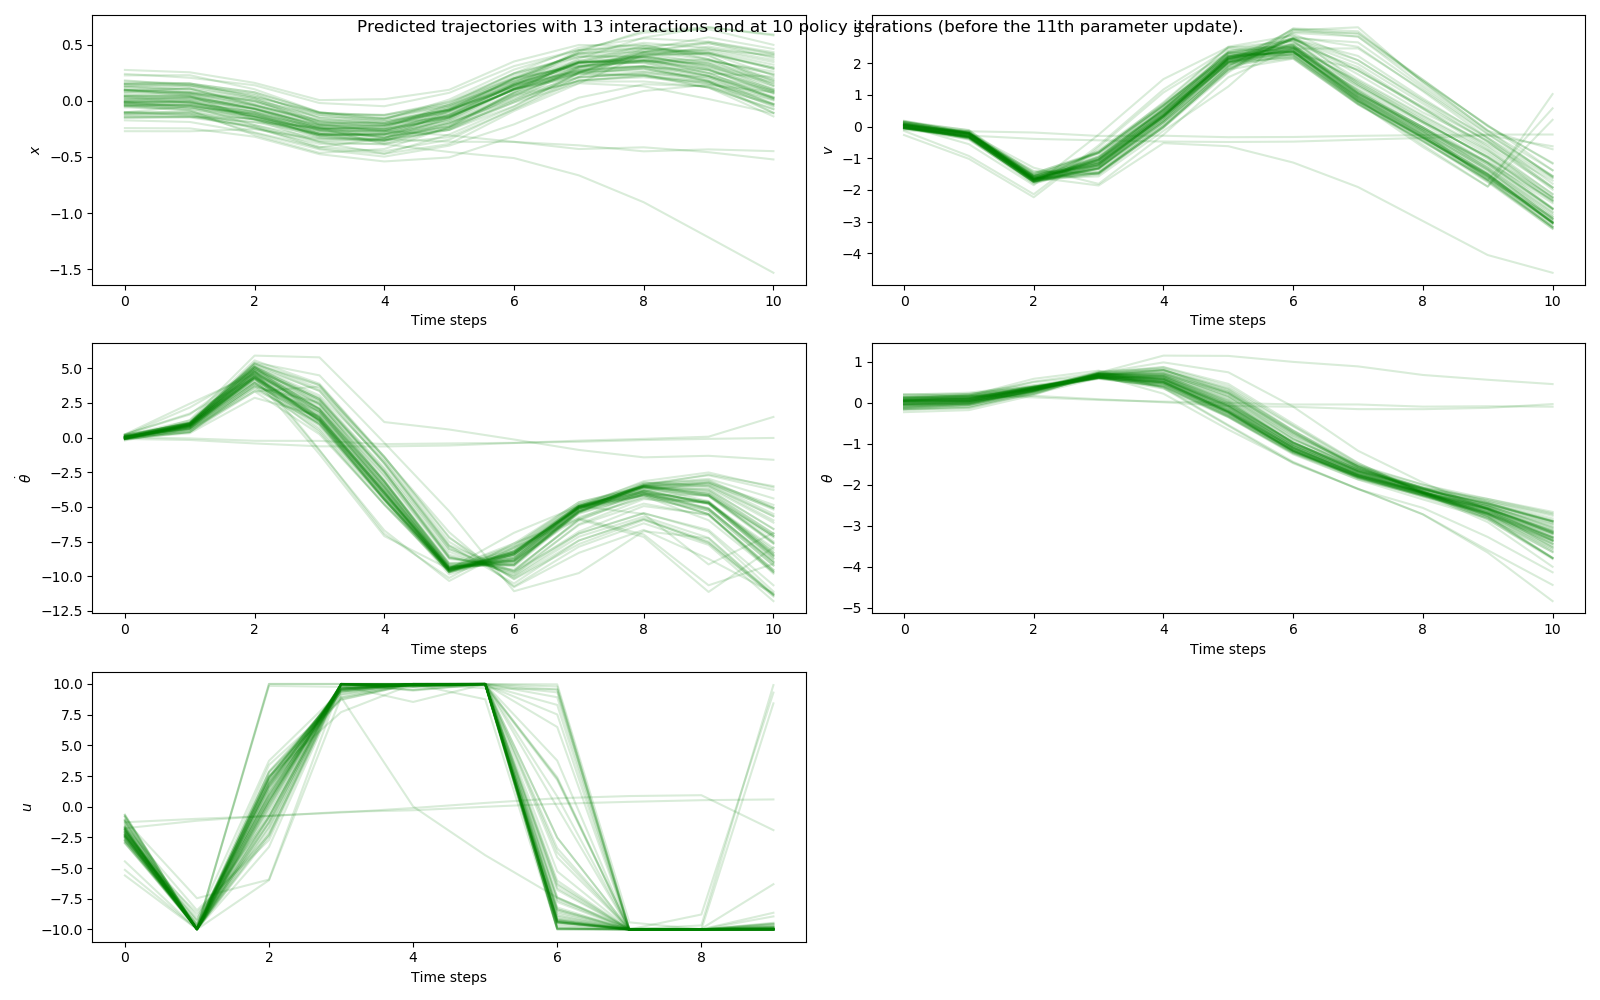 Predicted trajectories with 13 interactions and at 10 policy iterations (before the 11th parameter update).
0.5
0.0
−0.5
−1.0
−1.5
x
0 2 4 6 8 10
Time steps
3
2
1
0
−1
−2
−3
−4
v
0 2 4 6 8 10
Time steps
5.0
2.5
0.0
−2.5
−5.0
−7.5
−10.0
−12.5
θ̇
0 2 4 6 8 10
Time steps
1
0
−1
−2
−3
−4
−5
θ
0 2 4 6 8 10
Time steps
10.0
7.5
5.0
2.5
0.0
−2.5
−5.0
−7.5
−10.0
u
0 2 4 6 8
Time steps